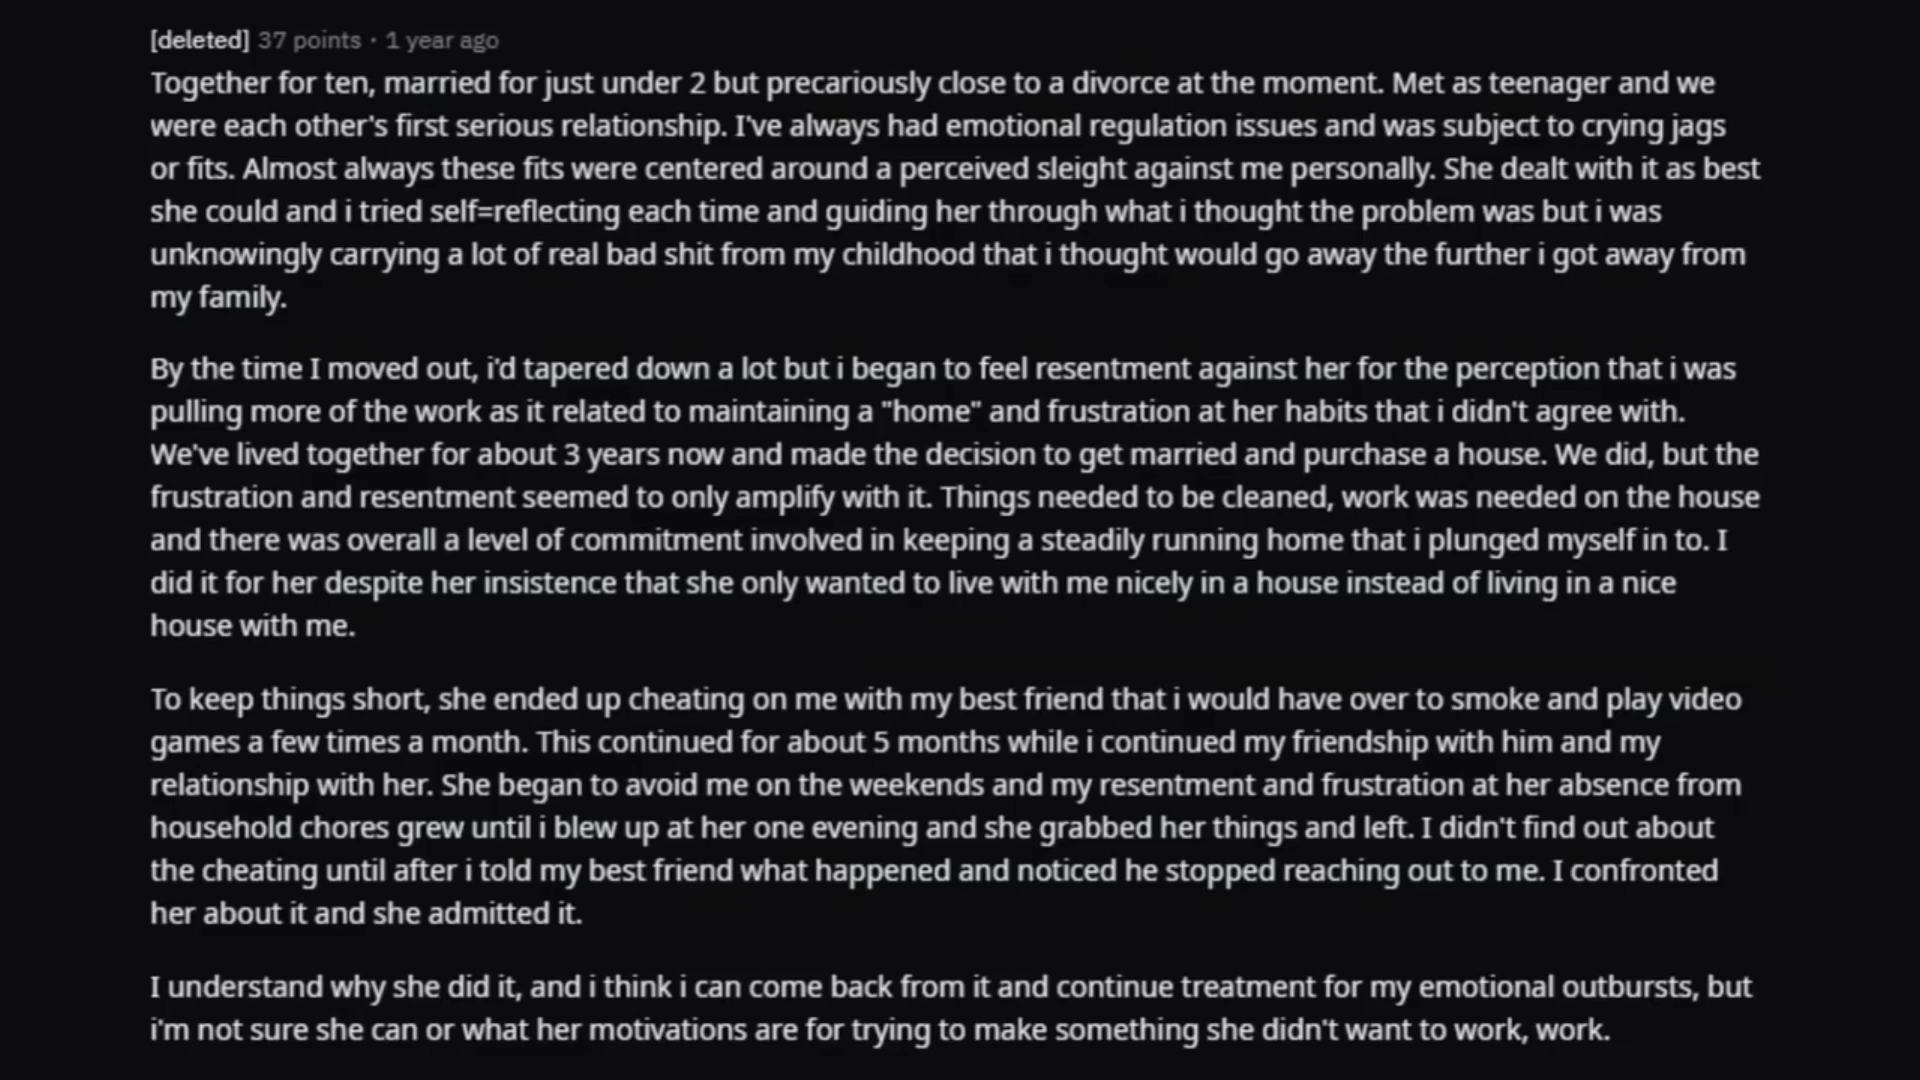 [deleted] 37 points · 1 year ago
Together for ten, married for just under 2 but precariously close to a divorce at the moment. Met as teenager and we
were each other's first serious relationship. I've always had emotional regulation issues and was subject to crying jags
or fits. Almost always these fits were centered around a perceived sleight against me personally. She dealt with it as best
she could and i tried self=reflecting each time and guiding her through what i thought the problem was but i was
unknowingly carrying a lot of real bad shit from my childhood that i thought would go away the further i got away from
my family.
By the time I moved out, i'd tapered down a lot but i began to feel resentment against her for the perception that i was
pulling more of the work as it related to maintaining a "home" and frustration at her habits that i didn't agree with.
We've lived together for about 3 years now and made the decision to get married and purchase a house. We did, but the
frustration and resentment seemed to only amplify with it. Things needed to be cleaned, work was needed on the house
and there was overall a level of commitment involved in keeping a steadily running home that i plunged myself in to. I
did it for her despite her insistence that she only wanted to live with me nicely in a house instead of living in a nice
house with me.
To keep things short, she ended up cheating on me with my best friend that i would have over to smoke and play video
games a few times a month. This continued for about 5 months while i continued my friendship with him and my
relationship with her. She began to avoid me on the weekends and my resentment and frustration at her absence from
household chores grew until i blew up at her one evening and she grabbed her things and left. I didn't find out about
the cheating until after i told my best friend what happened and noticed he stopped reaching out to me. I confronted
her about it and she admitted it.
I understand why she did it, and i think i can come back from it and continue treatment for my emotional outbursts, but
i'm not sure she can or what her motivations are for trying to make something she didn't want to work, work.